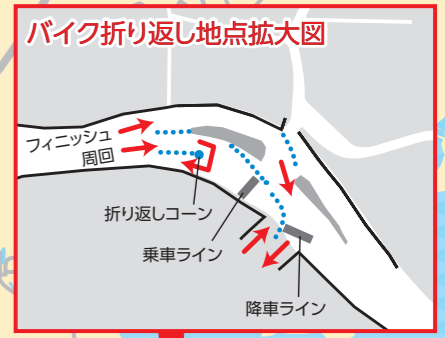 バイク折り返し地点拡大図
フィニッシュ
周回
折り返しコーン
乗車ライン
降車ライン